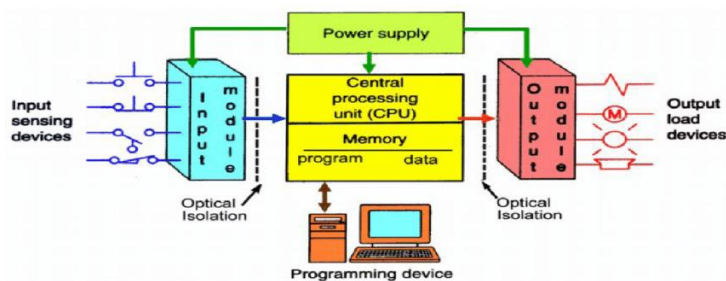 Power supply
Input
sensing
devices
Input
module
Central
processing
unit (CPU)
Memory
program data
Output
module
M
Output
load
devices
Optical
Isolation
Optical
Isolation
Programming device